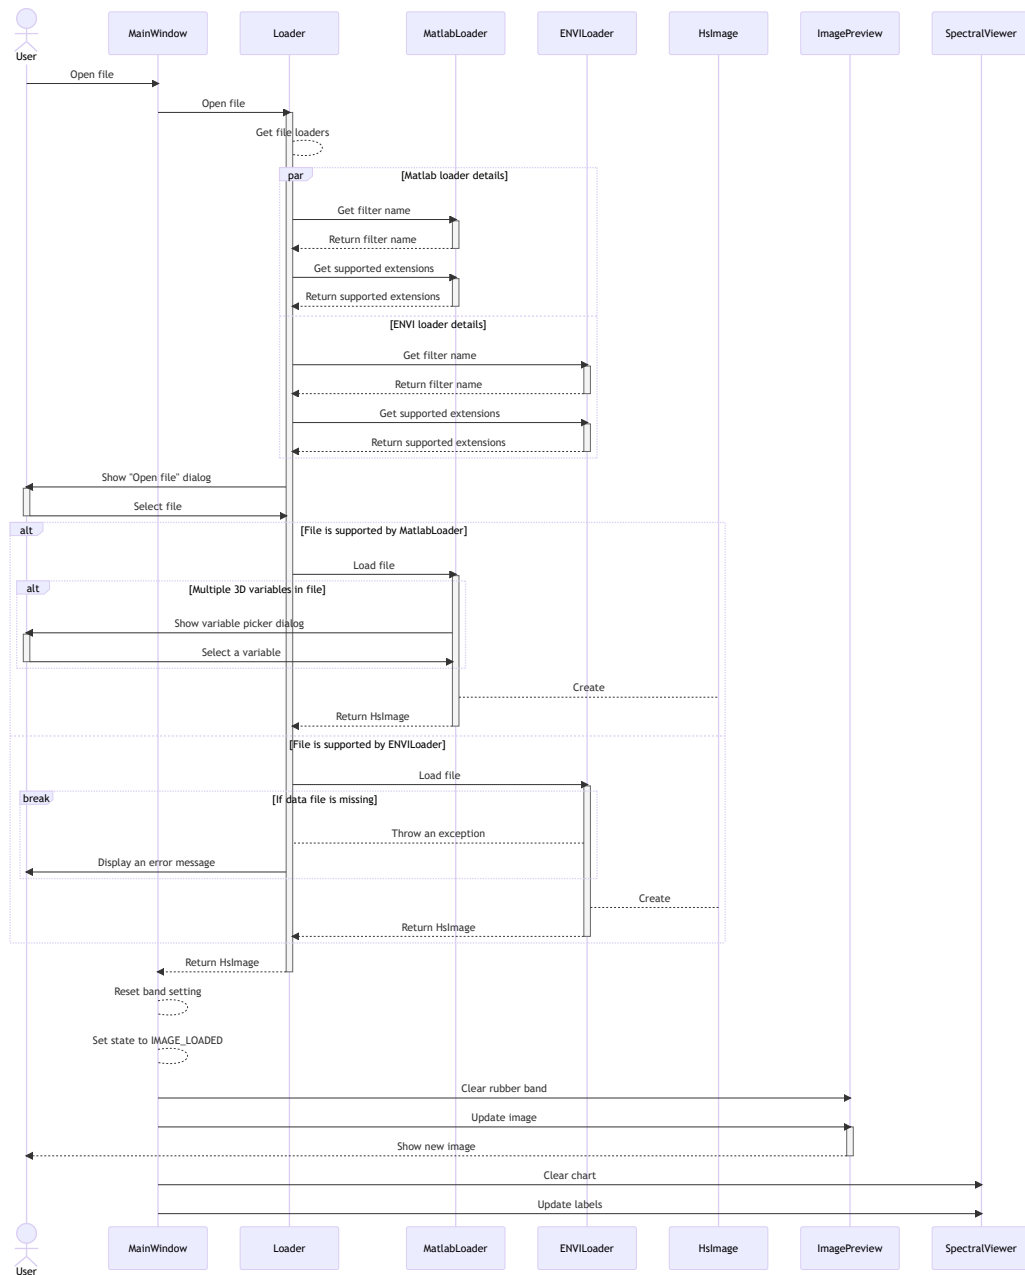 User
MainWindow
Loader
MatlabLoader
ENVILoader
HsImage
ImagePreview
SpectralViewer
Open file
Open file
Get file loaders
par
[Matlab loader details]
Get filter name
Return filter name
Get supported extensions
Return supported extensions
[ENVI loader details]
Get filter name
Return filter name
Get supported extensions
Return supported extensions
Show "Open file" dialog
Select file
alt
[File is supported by MatlabLoader]
Load file
alt
[Multiple 3D variables in file]
Show variable picker dialog
Select a variable
Create
Return HsImage
[File is supported by ENVILoader]
Load file
break
[If data file is missing]
Throw an exception
Display an error message
Create
Return HsImage
Return HsImage
Reset band setting
Set state to IMAGE_LOADED
Clear rubber band
Update image
Show new image
Clear chart
Update labels
User
MainWindow
Loader
MatlabLoader
ENVILoader
HsImage
ImagePreview
SpectralViewer